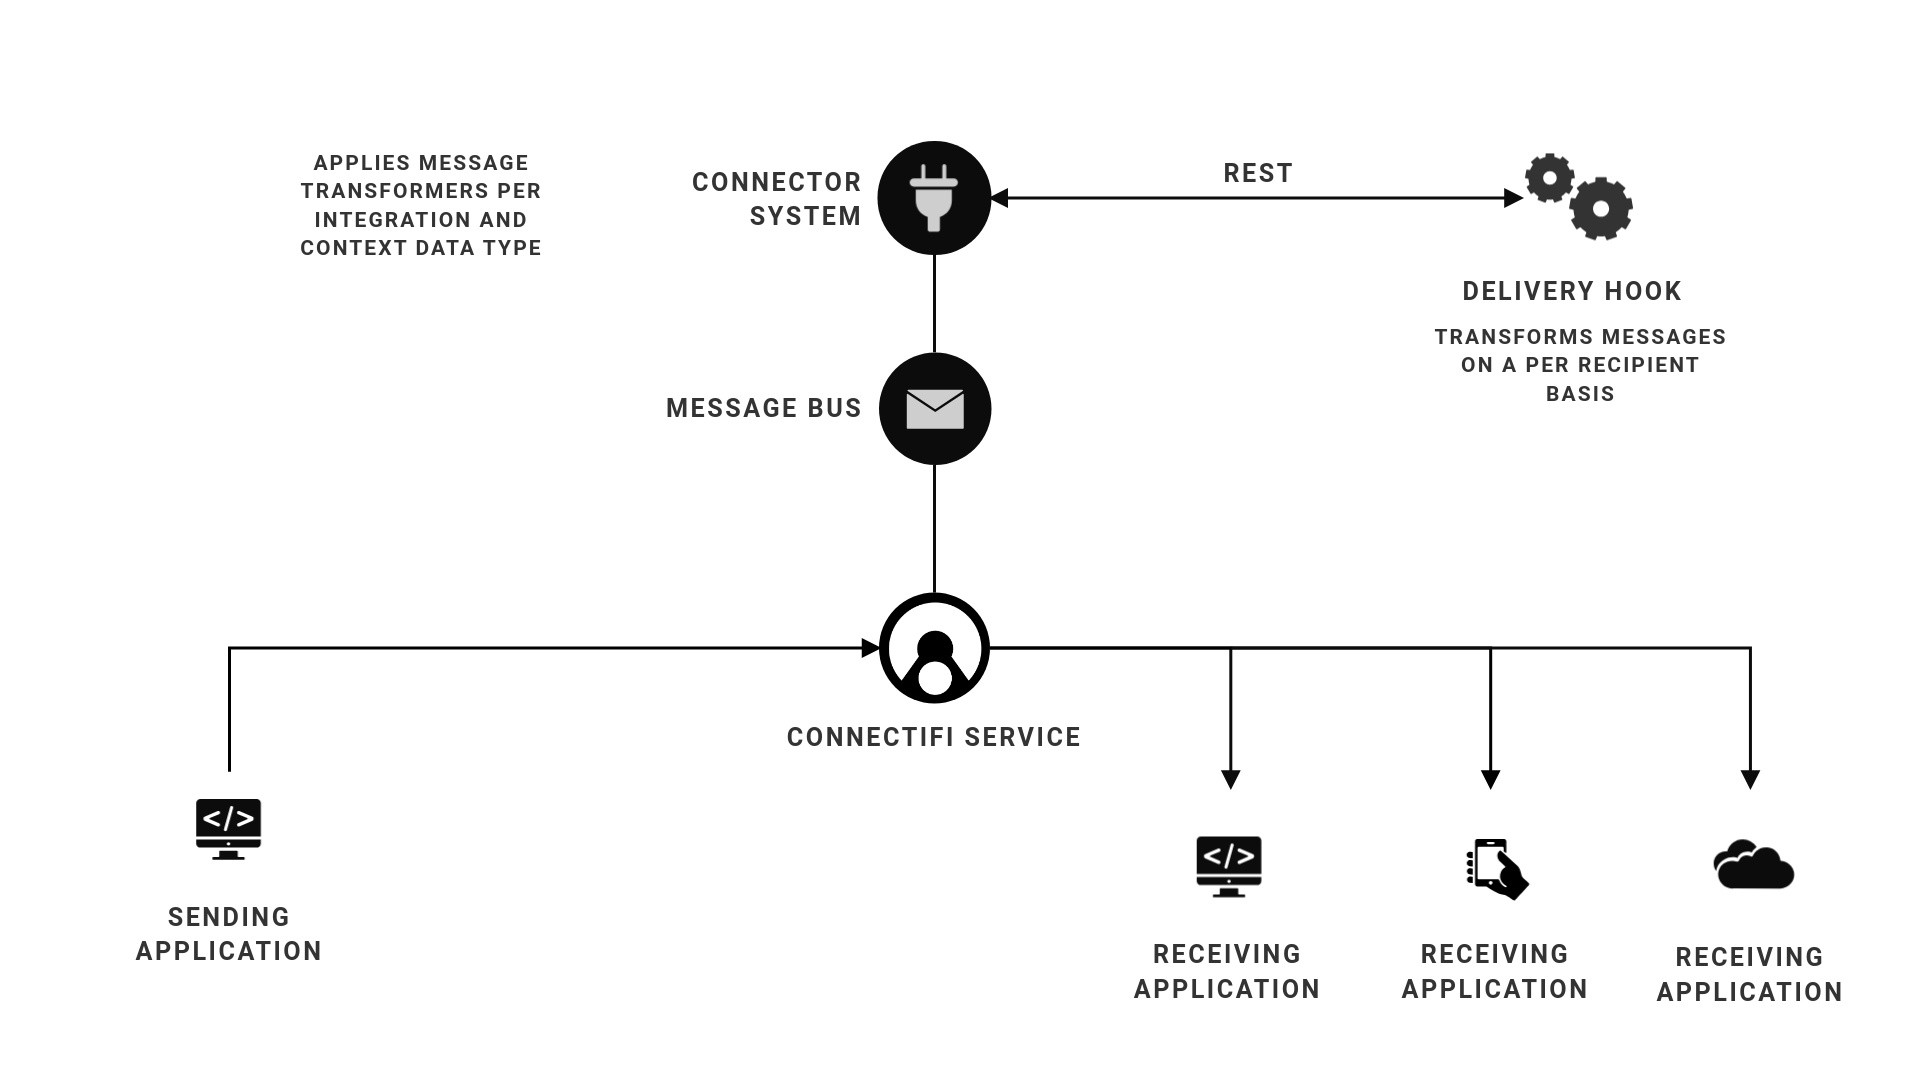 APPLIES MESSAGE
TRANSFORMERS PER
INTEGRATION AND
CONTEXT DATA TYPE
CONNECTOR
SYSTEM
REST
DELIVERY HOOK
TRANSFORMS MESSAGES
ON A PER RECIPIENT
BASIS
MESSAGE BUS
CONNECTIFI SERVICE
</>
SENDING
APPLICATION
</>
RECEIVING
APPLICATION
RECEIVING
APPLICATION
RECEIVING
APPLICATION